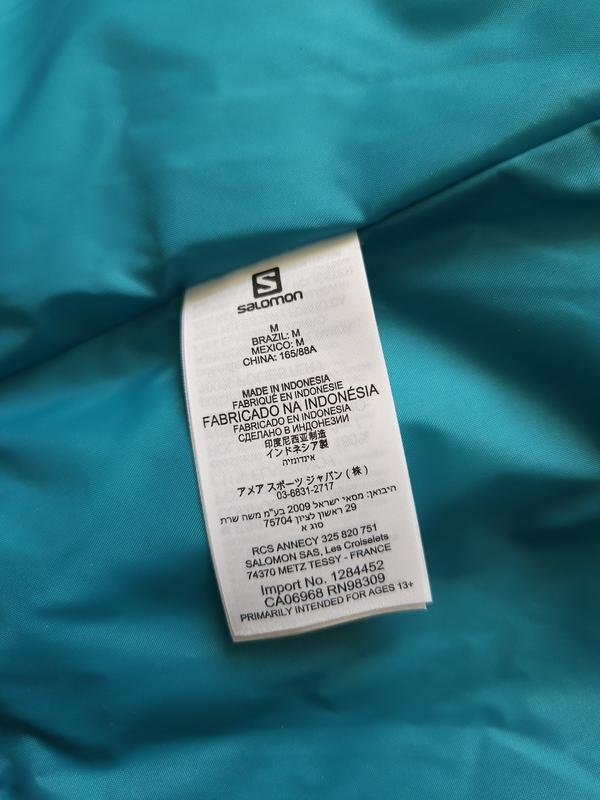 S
salomon
M
BRAZIL: M
MEXICO: M
CHINA: 165/88A
MADE IN INDONESIA
FABRIQUÉ EN INDONESIE
FABRICADO NA INDONÉSIA
FABRICADO EN INDONESIA
СДЕЛАНО В ИНДОНЕЗИИ
印度尼西亚制造
インドネシア製
אינדונזיה
アメア スポーツ ジャパン ( 株 )
03-6831-2717
היבואן: מסאי ישראל 2009 בע"מ משה שרת
29 ראשון לציון 75704
סוג א
RCS ANNECY 325 820 751
SALOMON SAS, Les Croiselets
74370 METZ TESSY - FRANCE
Import No. 1284452
CA06968 RN98309
PRIMARILY INTENDED FOR AGES 13+